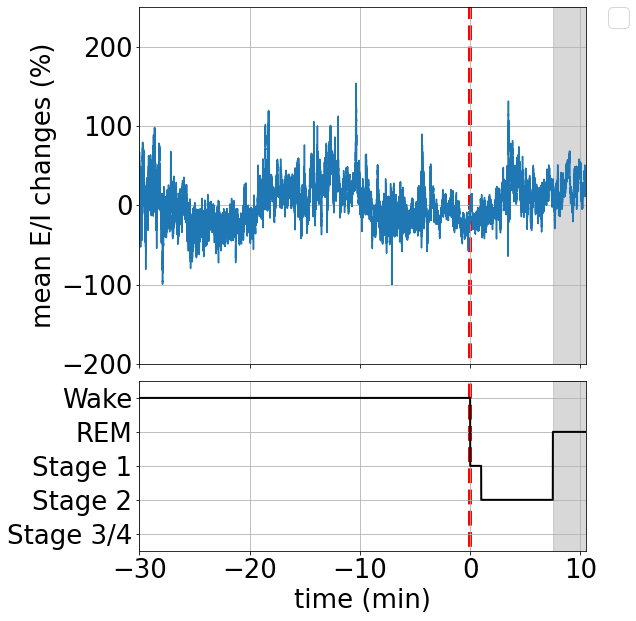 mean E/I changes (%)
200
100
0
−100
−200
Wake
REM
Stage 1
Stage 2
Stage 3/4
−30 −20 −10 0 10
time (min)